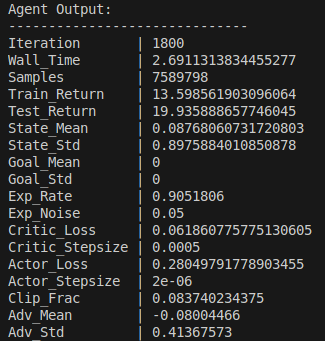 Agent Output:
------------------------------
Iteration | 1800
Wall_Time | 2.6911313834455277
Samples | 7589798
Train_Return | 13.598561903096064
Test_Return | 19.935888657746045
State_Mean | 0.08768060731720803
State_Std | 0.8975884010850878
Goal_Mean | 0
Goal_Std | 0
Exp_Rate | 0.9051806
Exp_Noise | 0.05
Critic_Loss | 0.061860775775130605
Critic_Stepsize | 0.0005
Actor_Loss | 0.28049791778903455
Actor_Stepsize | 2e-06
Clip_Frac | 0.083740234375
Adv_Mean | -0.08004466
Adv_Std | 0.41367573